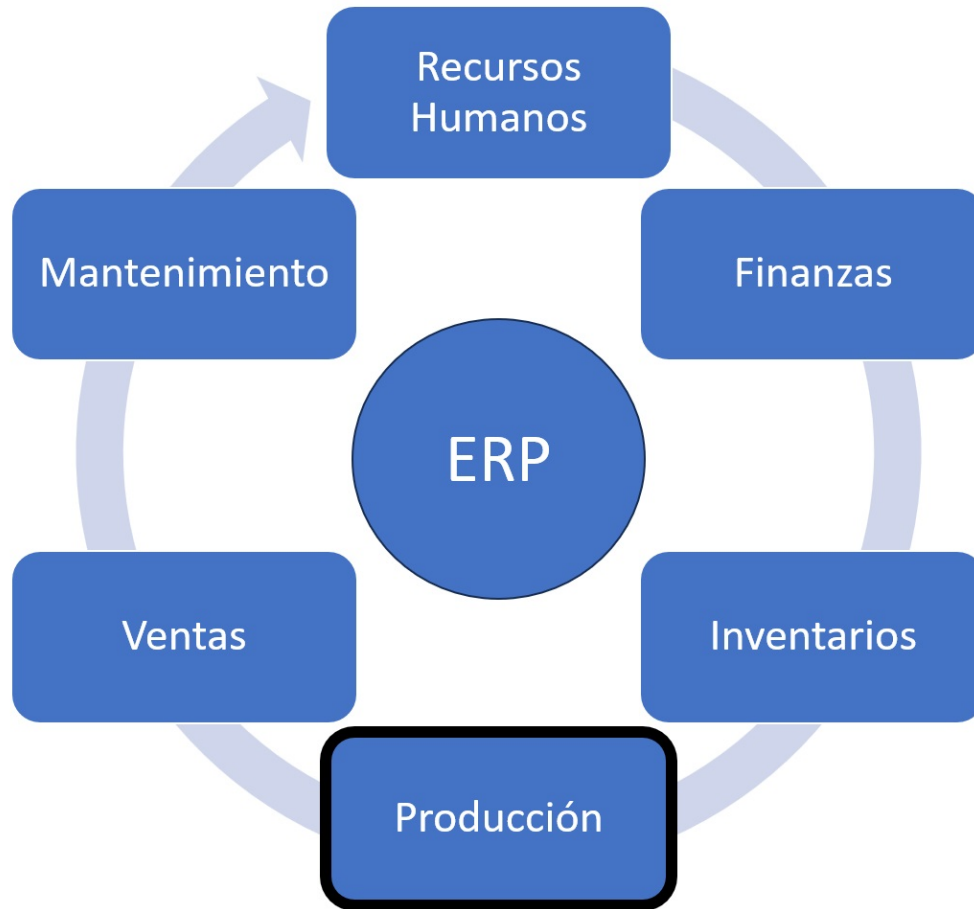 Recursos
Humanos
Mantenimiento
Finanzas
ERP
Ventas
Inventarios
Producción